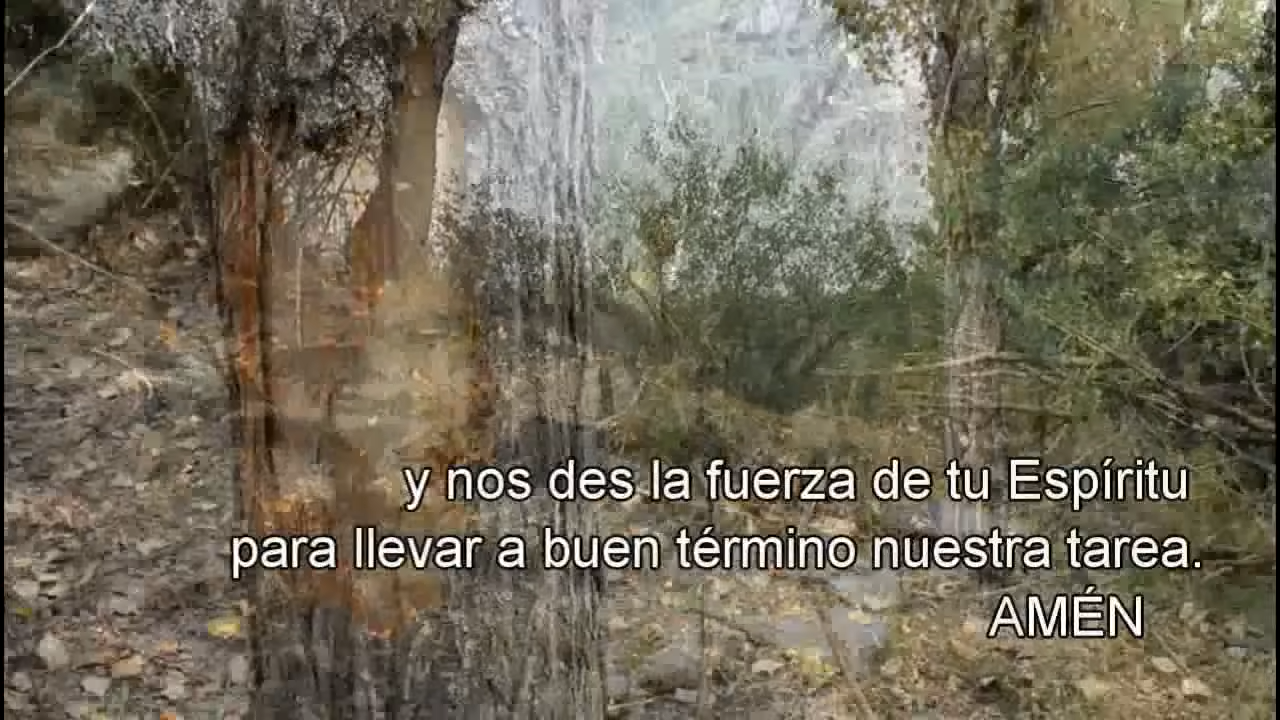 y nos des la fuerza de tu Espíritu
para llevar a buen término nuestra tarea.
AMÉN